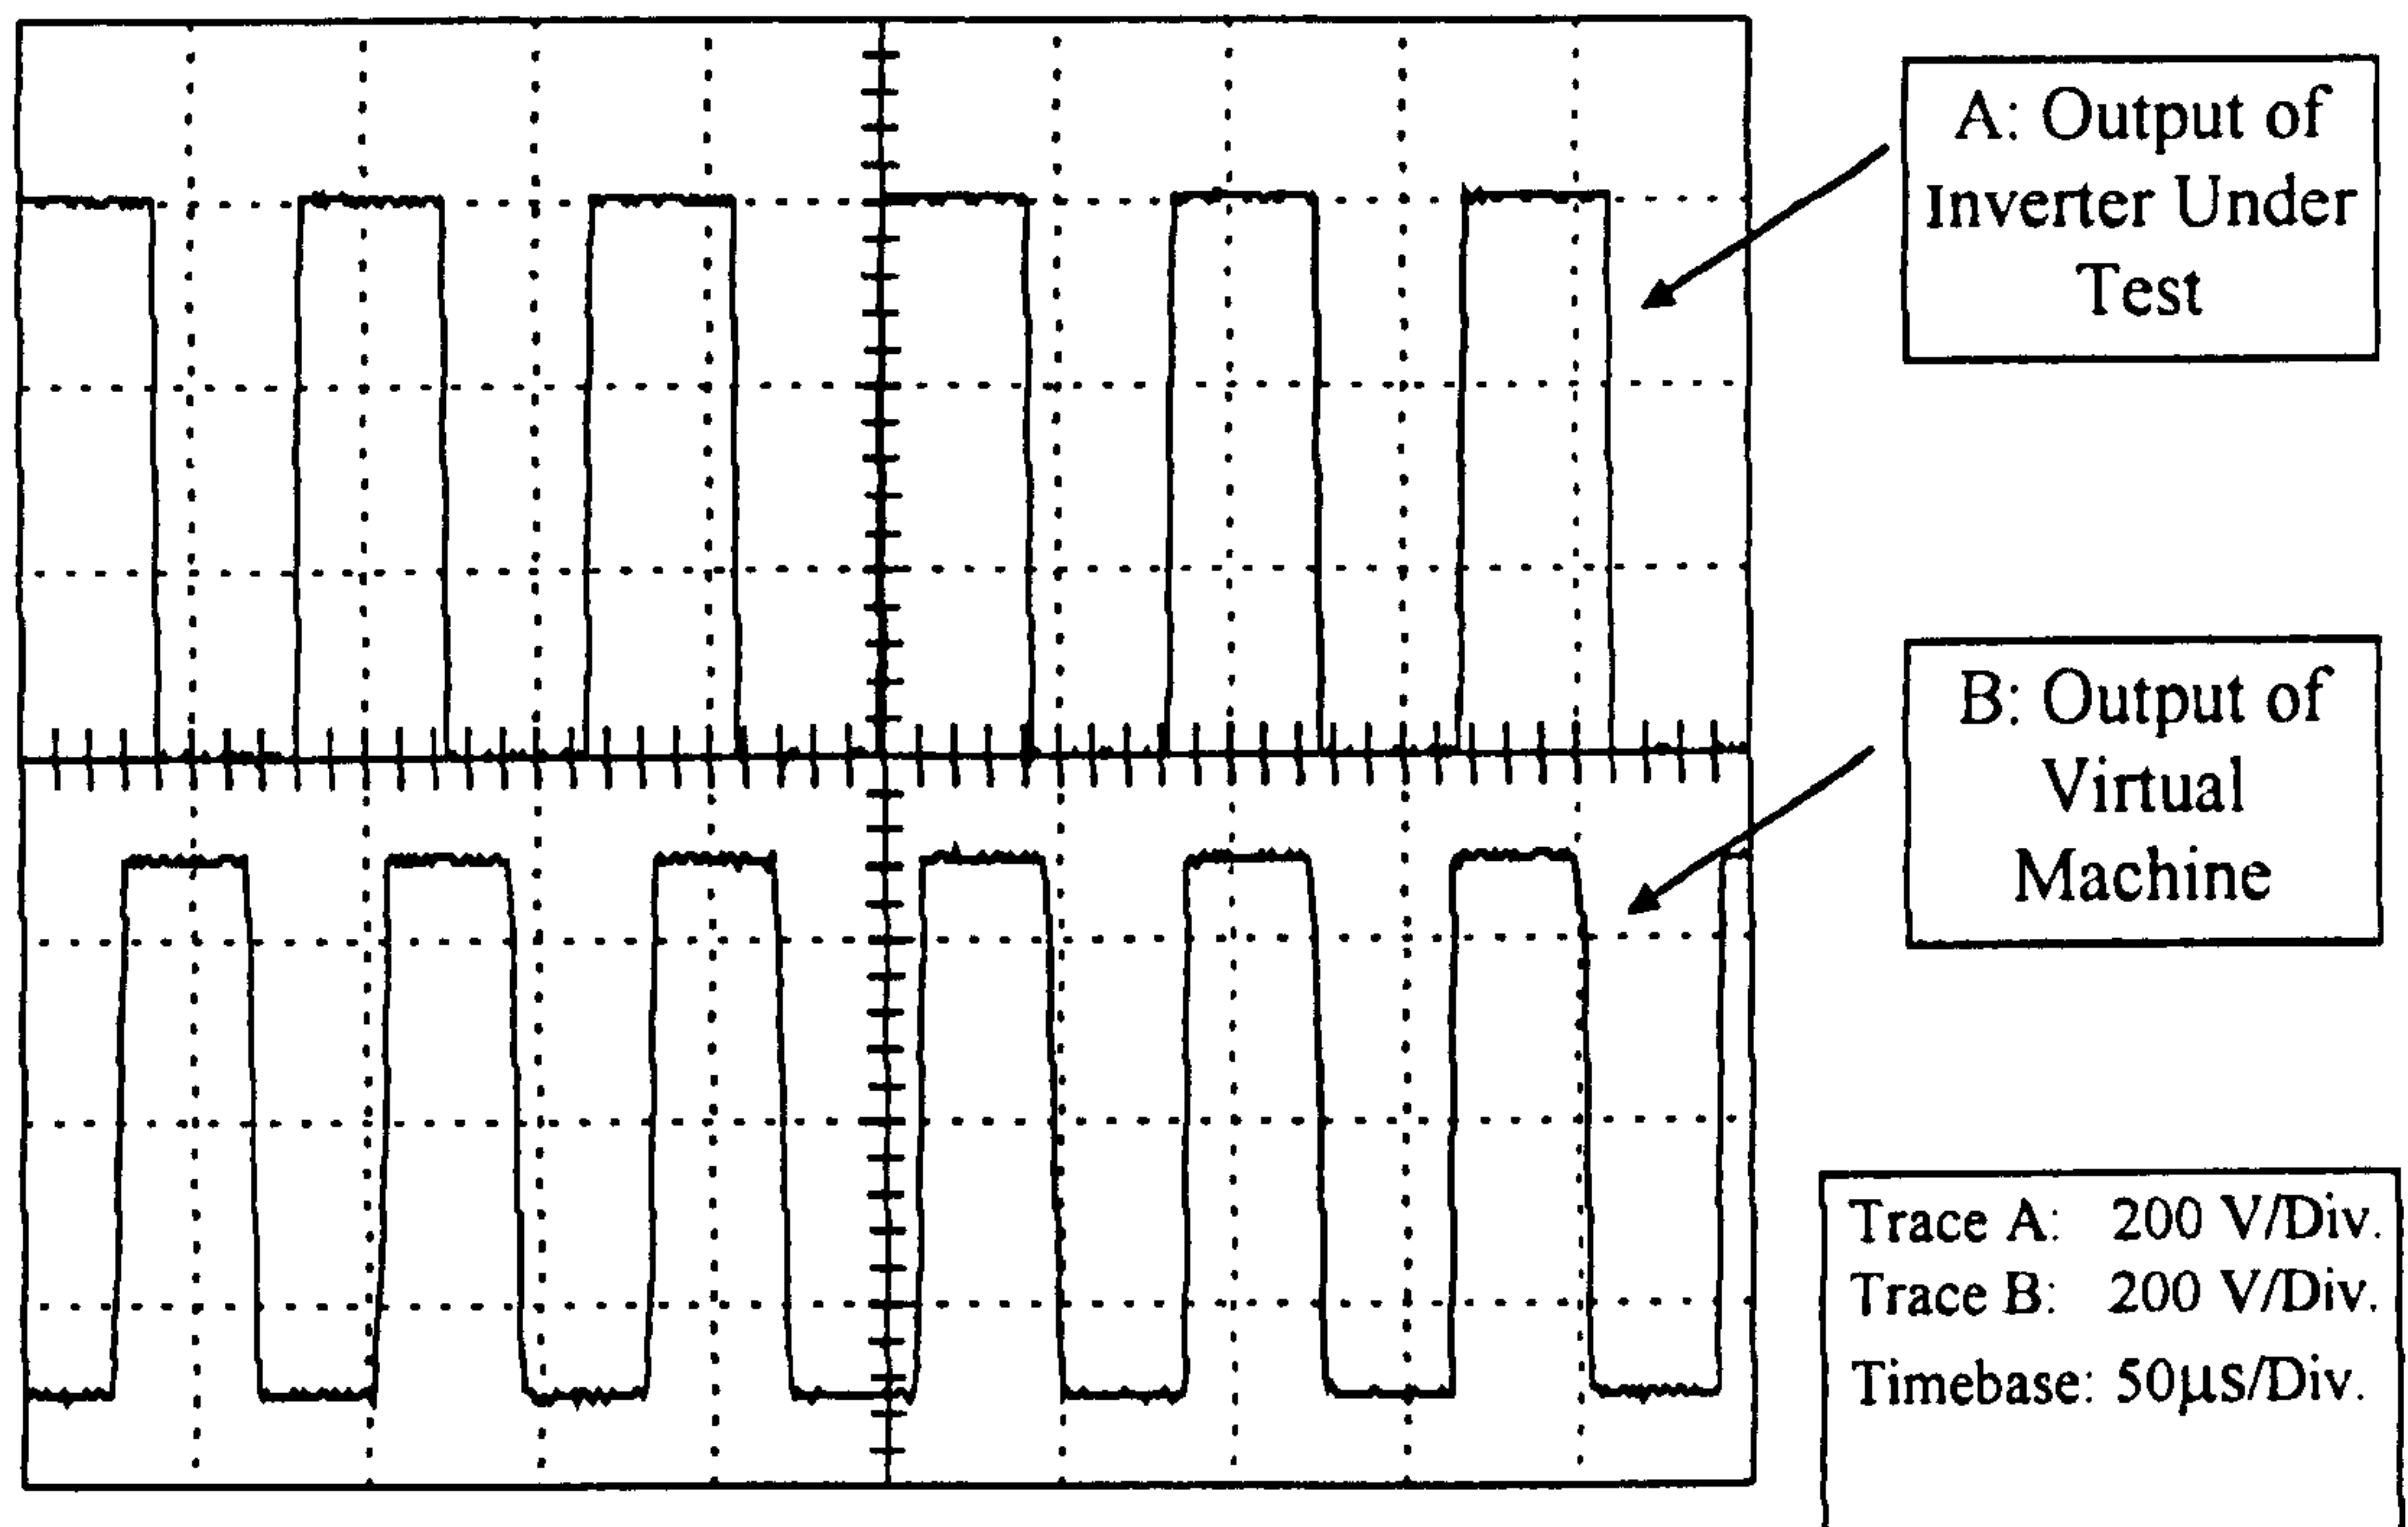 A: Output of
Inverter Under
Test
B: Output of
Virtual
Machine
Trace A: 200 V/Div.
Trace B: 200 V/Div.
Timebase: 50µs/Div.